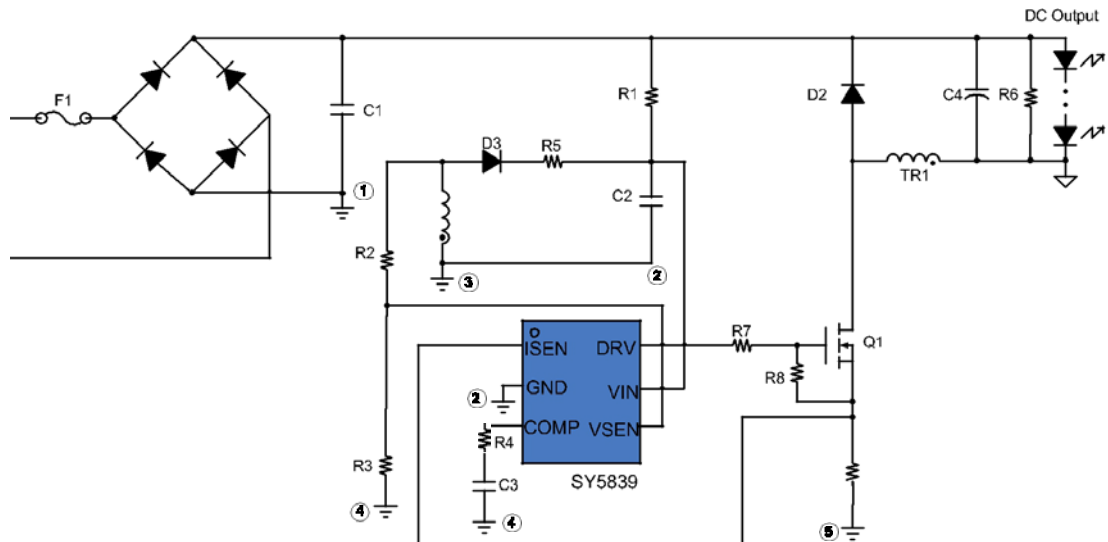 DC Output
F1
C1
R1
D2
C4
R6
D3
R5
TR1
①
C2
R2
③
②
ISEN
DRV
R7
Q1
②
GND
VIN
R8
COMP
VSEN
R4
R3
C3
SY5839
④
④
⑤